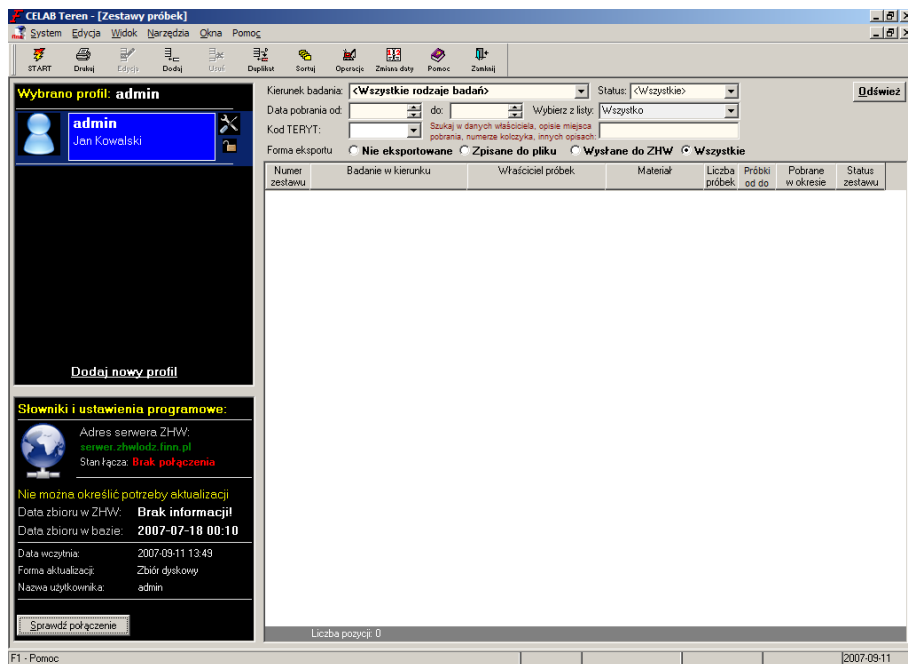 CELAB Teren - [Zestawy próbek]
System Edycja Widok Narzędzia Okna Pomoc
START Drukuj Edycja Dodaj Usuń Duplikat Sortuj Operacje Zmiana daty Pomoc Zamknij
Wybrano profil: admin
admin
Jan Kowalski
Dodaj nowy profil
Słowniki i ustawienia programowe:
Adres serwera ZHW:
serwer.zhwlodz.finn.pl
Stan łącza: Brak połączenia
Nie można określić potrzeby aktualizacji
Data zbioru w ZHW: Brak informacji!
Data zbioru w bazie: 2007-07-18 00:10
Data wczytnia: 2007-09-11 13:49
Forma aktualizacji: Zbiór dyskowy
Nazwa użytkownika: admin
Sprawdź połączenie
Kierunek badania: <Wszystkie rodzaje badań> Status: <Wszystkie> Odśwież
Data pobrania od: do: Wybierz z listy: Wszystko
Kod TERYT: Szukaj w danych właściciela, opisie miejsca
pobrania, numerze kolczyka, innych opisach:
Forma eksportu Nie eksportowane Zpisane do pliku Wysłane do ZHW Wszystkie
Numer zestawu Badanie w kierunku Właściciel próbek Materiał Liczba próbek Próbki od do Pobrane w okresie Status zestawu
Liczba pozycji: 0
F1 - Pomoc 2007-09-11